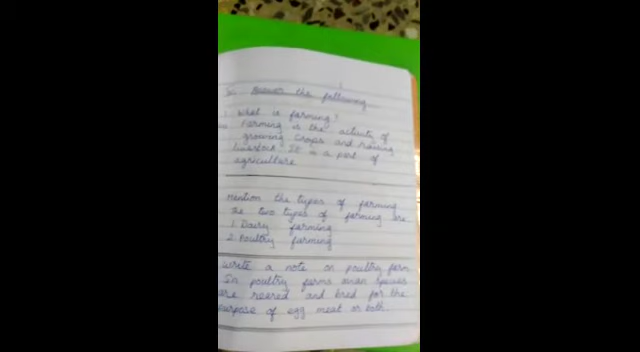 Answer the following
What is farming?
Farming is the activity of
growing crops and raising
livestock. It is a part of
agriculture
Mention the types of farming
The two types of farming are
1. Dairy farming
2. Poultry farming
Write a note on poultry farm
In poultry farms avian species
are reared and bred for the
purpose of egg meat or both.